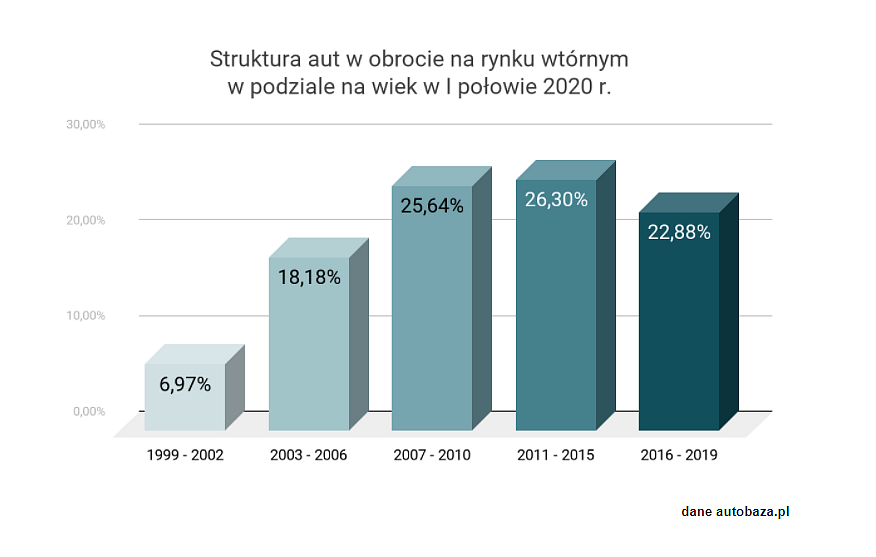 Struktura aut w obrocie na rynku wtórnym
w podziale na wiek w I połowie 2020 r.
30,00%
20,00%
10,00%
0,00%
6,97%
18,18%
25,64%
26,30%
22,88%
1999 - 2002
2003 - 2006
2007 - 2010
2011 - 2015
2016 - 2019
dane autobaza.pl